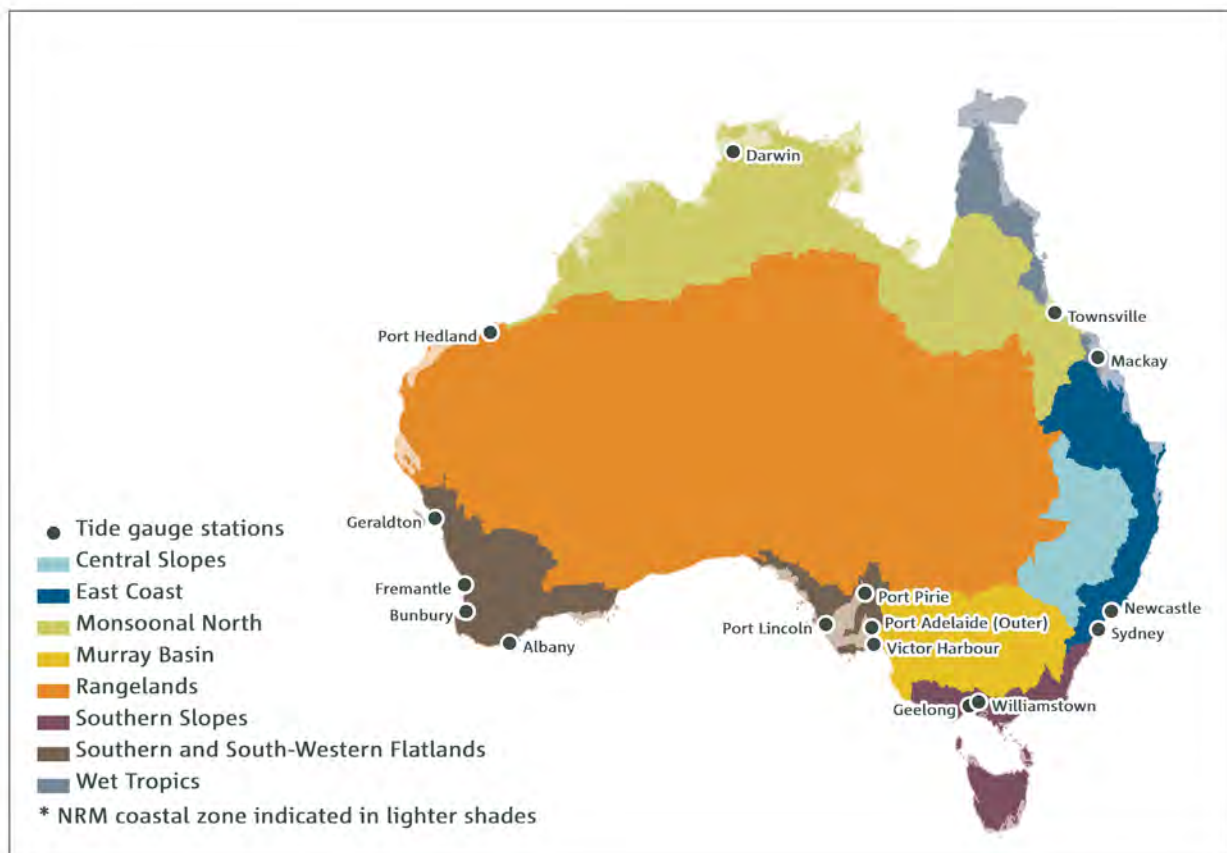 Darwin
Townsville
Port Hedland
Mackay
Geraldton
Tide gauge stations
Central Slopes
Fremantle
East Coast
Port Pirie
Newcastle
Bunbury
Port Lincoln
Port Adelaide (Outer)
Sydney
Monsoonal North
Albany
Victor Harbour
Murray Basin
Rangelands
Geelong
Williamstown
Southern Slopes
Southern and South-Western Flatlands
Wet Tropics
* NRM coastal zone indicated in lighter shades